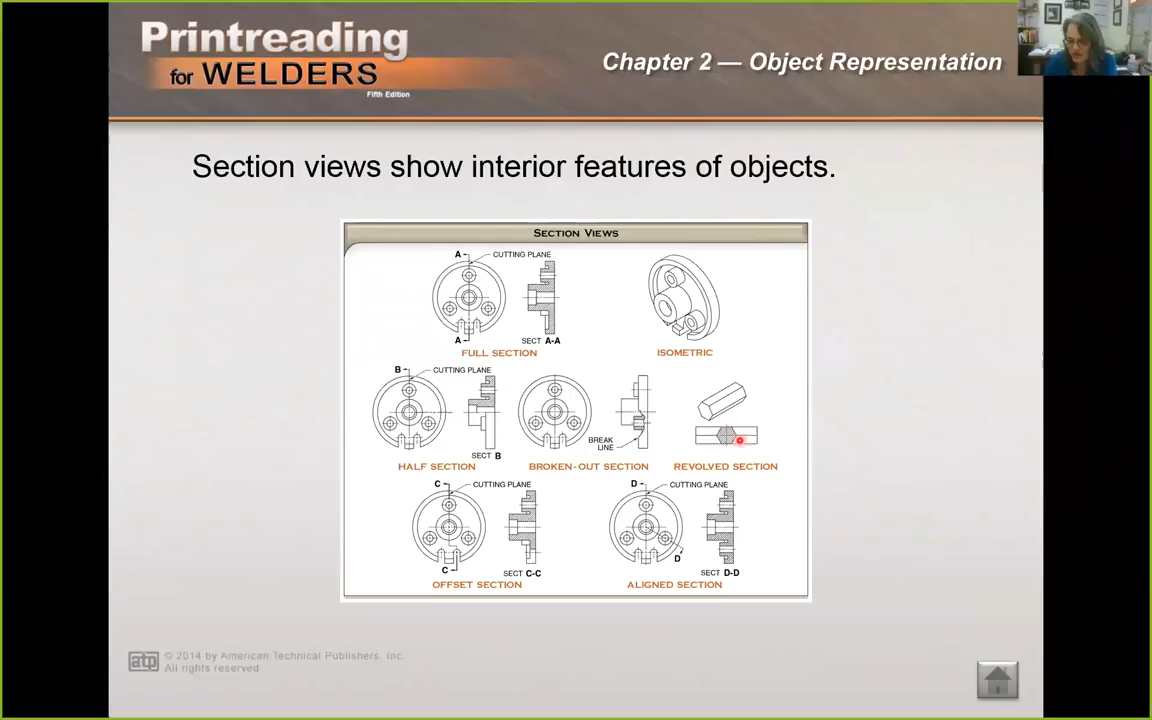 Printreading
for WELDERS
Fifth Edition
Chapter 2 — Object Representation
Section views show interior features of objects.
SECTION VIEWS
A
CUTTING PLANE
A
SECT A-A
FULL SECTION
ISOMETRIC
B
CUTTING PLANE
SECT B
HALF SECTION
BREAK
LINE
BROKEN-OUT SECTION
REVOLVED SECTION
C
CUTTING PLANE
C
SECT C-C
OFFSET SECTION
D
CUTTING PLANE
D
SECT D-D
ALIGNED SECTION
atp
© 2014 by American Technical Publishers, Inc.
All rights reserved